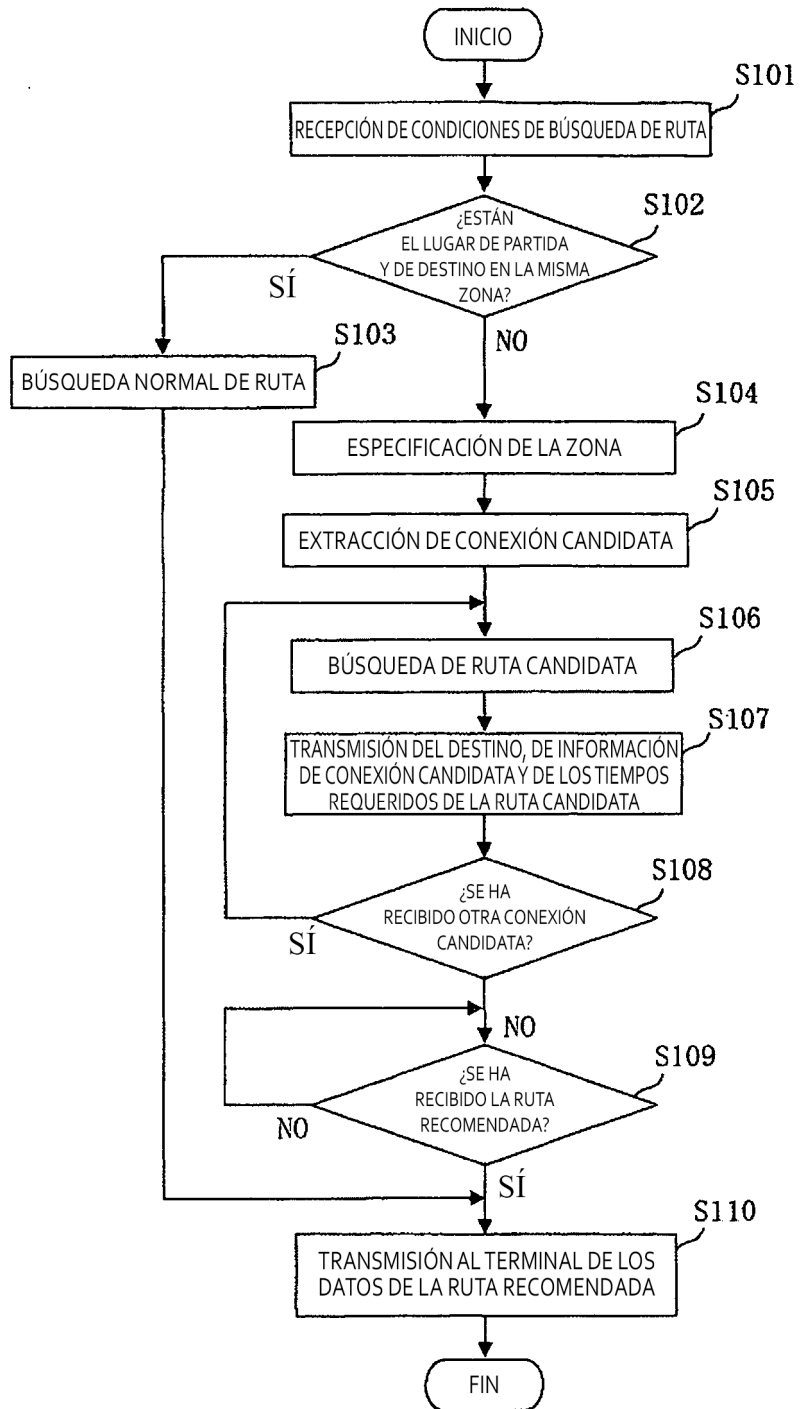 INICIO
S101
RECEPCIÓN DE CONDICIONES DE BÚSQUEDA DE RUTA
S102
¿ESTÁN
EL LUGAR DE PARTIDA
Y DE DESTINO EN LA MISMA
ZONA?
SÍ
NO
S103
BÚSQUEDA NORMAL DE RUTA
S104
ESPECIFICACIÓN DE LA ZONA
S105
EXTRACCIÓN DE CONEXIÓN CANDIDATA
S106
BÚSQUEDA DE RUTA CANDIDATA
S107
TRANSMISIÓN DEL DESTINO, DE INFORMACIÓN
DE CONEXIÓN CANDIDATA Y DE LOS TIEMPOS
REQUERIDOS DE LA RUTA CANDIDATA
S108
¿SE HA
RECIBIDO OTRA CONEXIÓN
CANDIDATA?
SÍ
NO
S109
¿SE HA
RECIBIDO LA RUTA
RECOMENDADA?
NO
SÍ
S110
TRANSMISIÓN AL TERMINAL DE LOS
DATOS DE LA RUTA RECOMENDADA
FIN